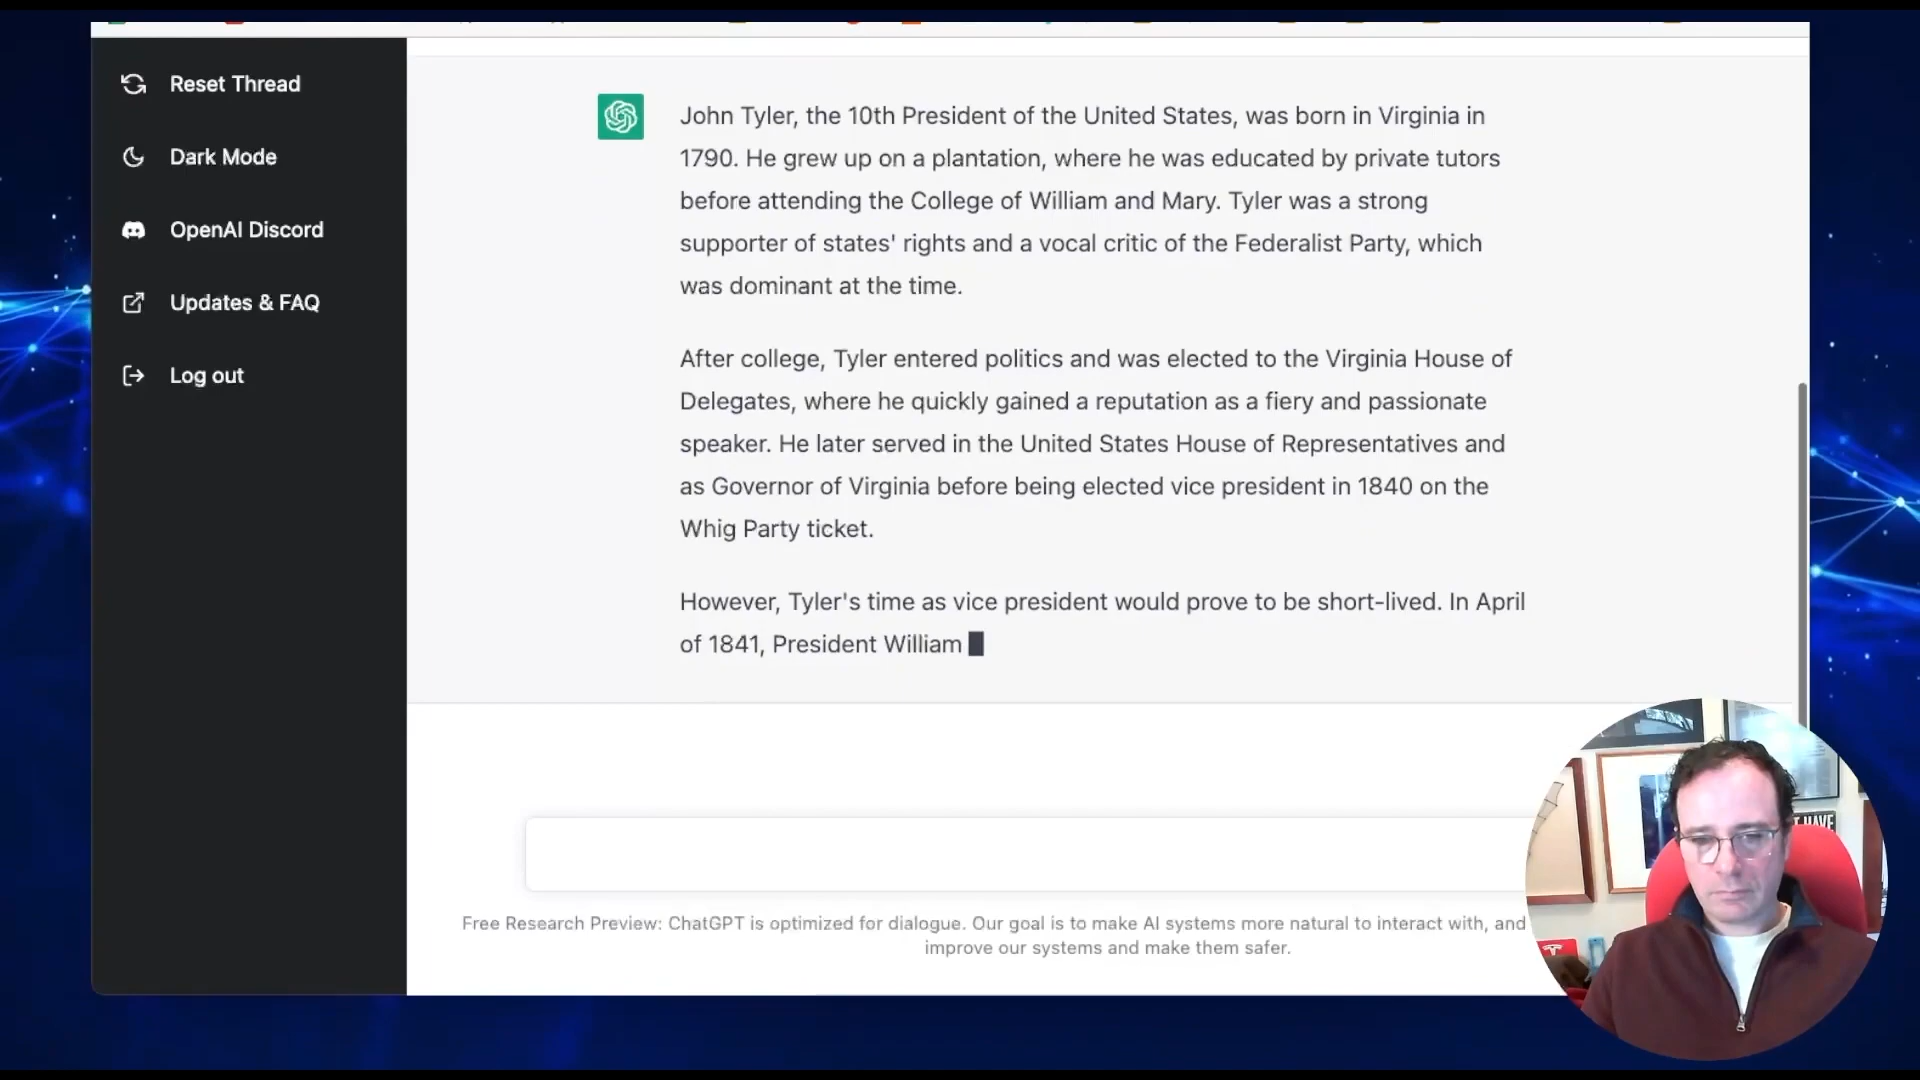 Reset Thread
Dark Mode
OpenAI Discord
Updates & FAQ
Log out
John Tyler, the 10th President of the United States, was born in Virginia in
1790. He grew up on a plantation, where he was educated by private tutors
before attending the College of William and Mary. Tyler was a strong
supporter of states' rights and a vocal critic of the Federalist Party, which
was dominant at the time.
After college, Tyler entered politics and was elected to the Virginia House of
Delegates, where he quickly gained a reputation as a fiery and passionate
speaker. He later served in the United States House of Representatives and
as Governor of Virginia before being elected vice president in 1840 on the
Whig Party ticket.
However, Tyler's time as vice president would prove to be short-lived. In April
of 1841, President William
Free Research Preview: ChatGPT is optimized for dialogue. Our goal is to make AI systems more natural to interact with, and
improve our systems and make them safer.
HAVE